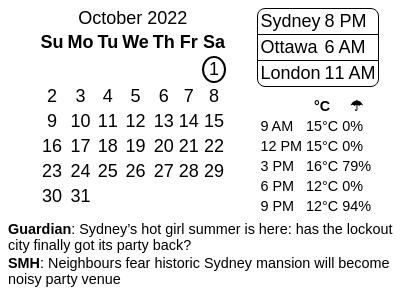 October 2022
Su Mo Tu We Th Fr Sa
1
2 3 4 5 6 7 8
9 10 11 12 13 14 15
16 17 18 19 20 21 22
23 24 25 26 27 28 29
30 31
Sydney 8 PM
Ottawa 6 AM
London 11 AM
°C ☂
9 AM 15°C 0%
12 PM 15°C 0%
3 PM 16°C 79%
6 PM 12°C 0%
9 PM 12°C 94%
Guardian: Sydney’s hot girl summer is here: has the lockout
city finally got its party back?
SMH: Neighbours fear historic Sydney mansion will become
noisy party venue